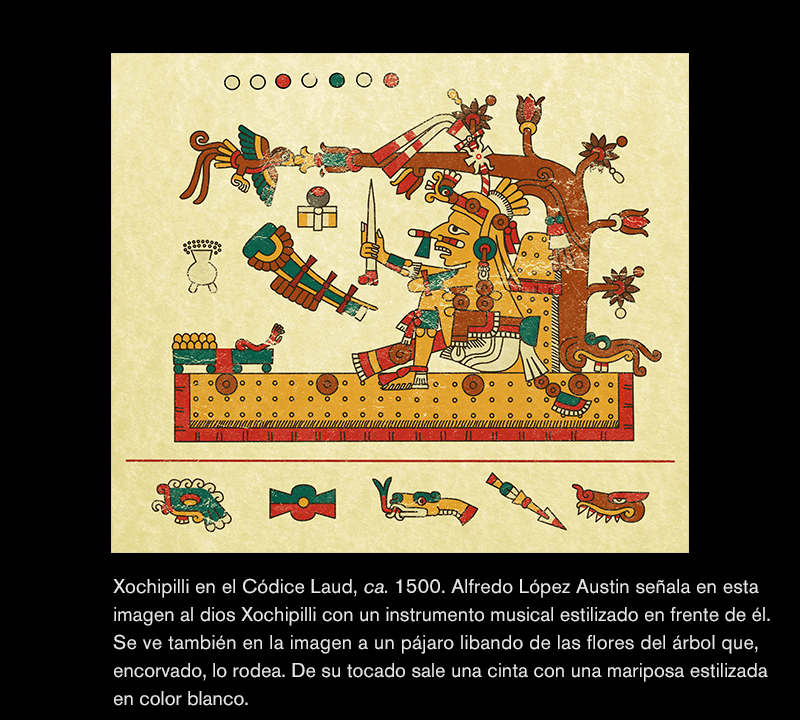 Xochipilli en el Códice Laud, ca. 1500. Alfredo López Austin señala en esta
imagen al dios Xochipilli con un instrumento musical estilizado en frente de él.
Se ve también en la imagen a un pájaro libando de las flores del árbol que,
encorvado, lo rodea. De su tocado sale una cinta con una mariposa estilizada
en color blanco.